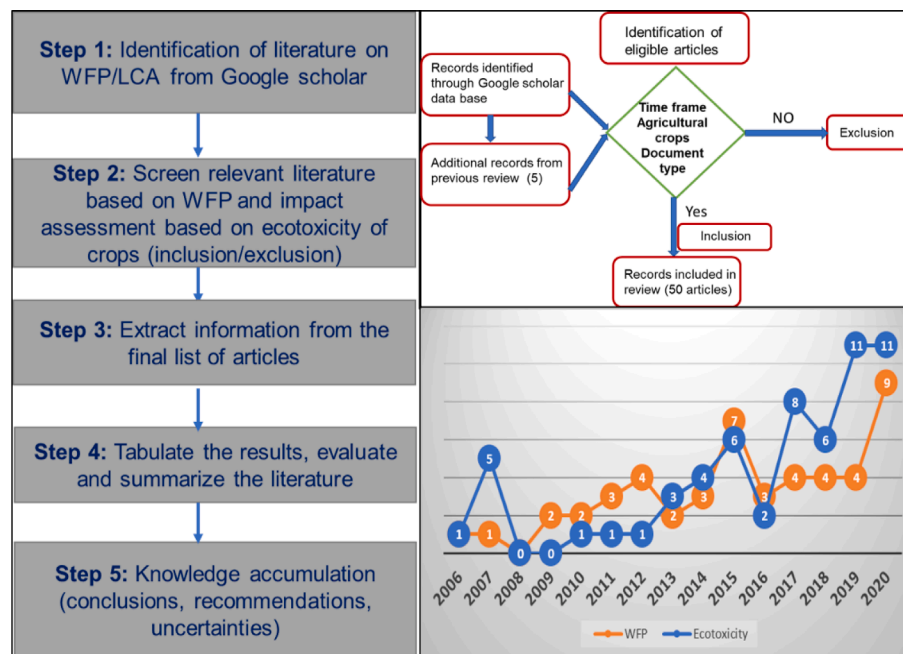 Step 1: Identification of literature on
WFP/LCA from Google scholar
Step 2: Screen relevant literature
based on WFP and impact
assessment based on ecotoxicity of
crops (inclusion/exclusion)
Step 3: Extract information from the
final list of articles
Step 4: Tabulate the results, evaluate
and summarize the literature
Step 5: Knowledge accumulation
(conclusions, recommendations,
uncertainties)
Identification of
eligible articles
Records identified
through Google scholar
data base
Time frame
Agricultural
crops
Document
type
NO
Exclusion
Additional records from
previous review (5)
Yes
Inclusion
Records included in
review (50 articles)
11 11
9
8
7
6 6
5
4 4 4 4 4
3 3 3 3
2 2 2 2
1 1 1 1 1
0 0
2006 2007 2008 2009 2010 2011 2012 2013 2014 2015 2016 2017 2018 2019 2020
WFP Ecotoxicity